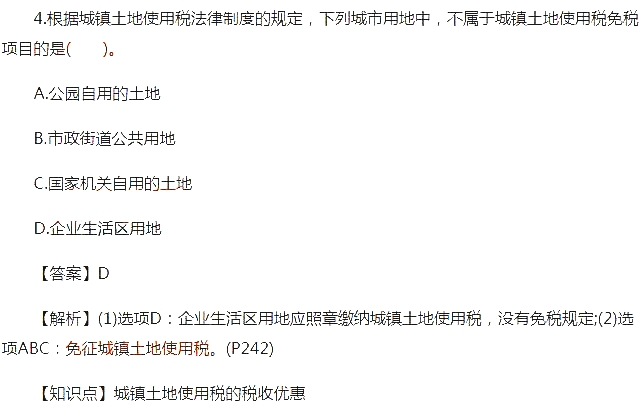 4.根据城镇土地使用税法律制度的规定，下列城市用地中，不属于城镇土地使用税免税
项目的是(　　)。
A.公园自用的土地
B.市政街道公共用地
C.国家机关自用的土地
D.企业生活区用地
【答案】D
【解析】(1)选项D：企业生活区用地应照章缴纳城镇土地使用税，没有免税规定;(2)选
项ABC：免征城镇土地使用税。(P242)
【知识点】城镇土地使用税的税收优惠